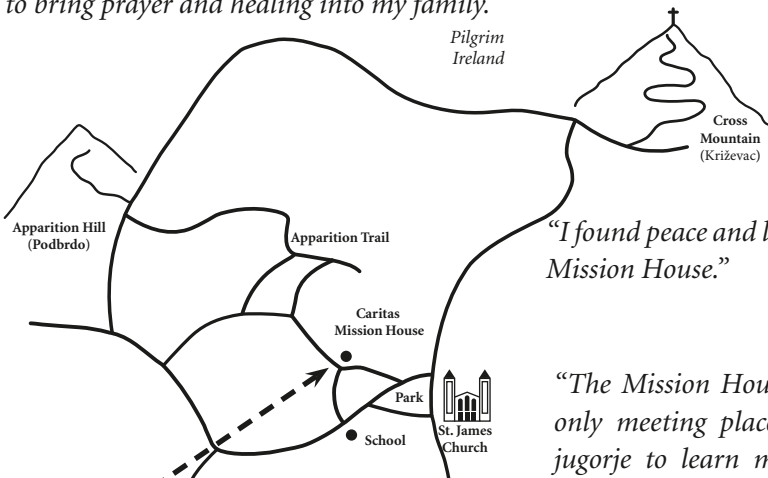 to bring prayer and healing into my family.
Pilgrim
Ireland
Cross
Mountain
(Križevac)
Apparition Hill
(Podbrdo)
Apparition Trail
"I found peace and
Mission House."
Caritas
Mission House
Park
St. James
Church
School
"The Mission
only meeting
jugorje to learn